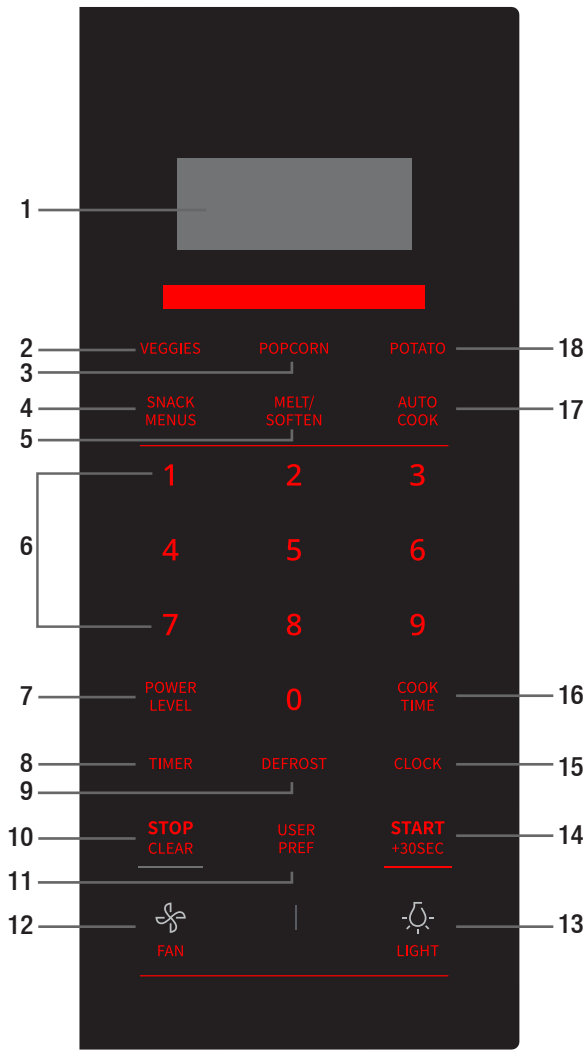 1
2 VEGGIES POPCORN POTATO 18
3
4 SNACK MELT/ AUTO 17
MENUS SOFTEN COOK
5
1 2 3
6 4 5 6
7 8 9
7 POWER 0 COOK 16
LEVEL TIME
8 TIMER DEFROST CLOCK 15
9
10 STOP USER START 14
CLEAR PREF +30SEC
11
12 13
FAN LIGHT